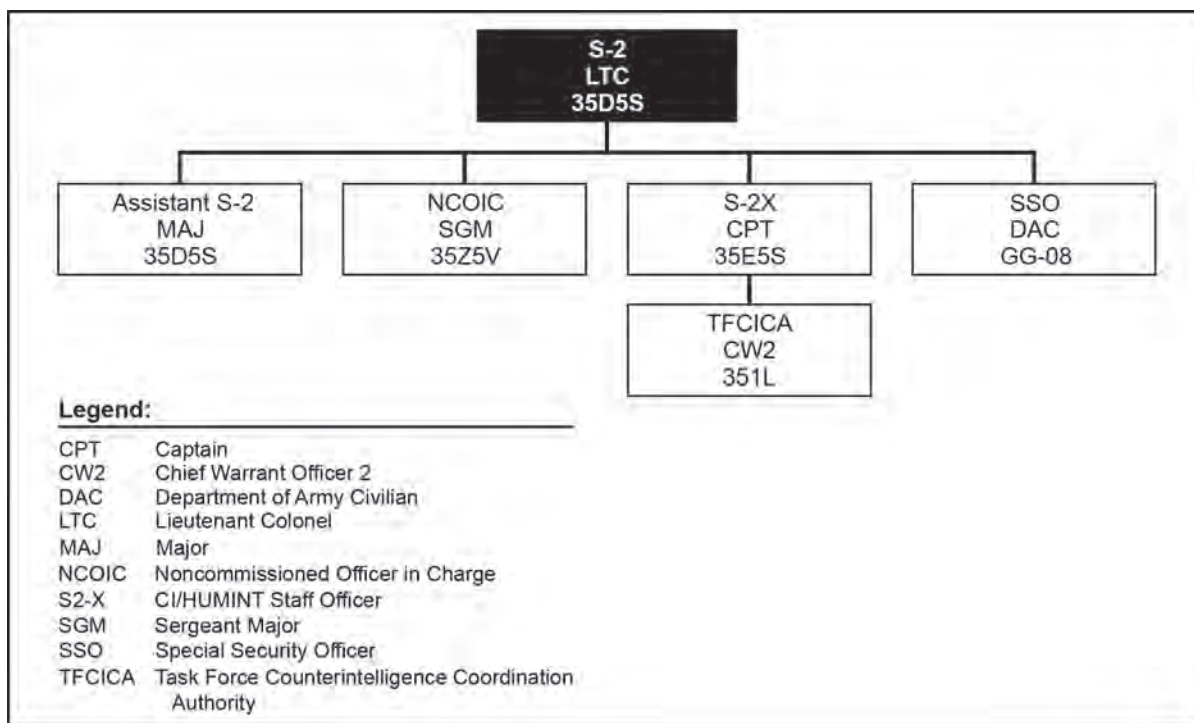 S-2
LTC
35D5S
Assistant S-2
MAJ
35D5S
NCOIC
SGM
35Z5V
S-2X
CPT
35E5S
SSO
DAC
GG-08
TFCICA
CW2
351L
Legend:
CPT Captain
CW2 Chief Warrant Officer 2
DAC Department of Army Civilian
LTC Lieutenant Colonel
MAJ Major
NCOIC Noncommissioned Officer in Charge
S2-X CI/HUMINT Staff Officer
SGM Sergeant Major
SSO Special Security Officer
TFCICA Task Force Counterintelligence Coordination
Authority